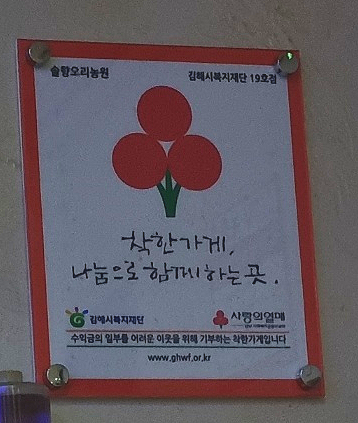 솔향오리농원
김해시복지재단 19호점
착한가게,
나눔으로 함께하는 곳.
김해시복지재단
사랑의열매
수익금의 일부를 어려운 이웃을 위해 기부하는 착한가게입니다
www.ghwf.or.kr